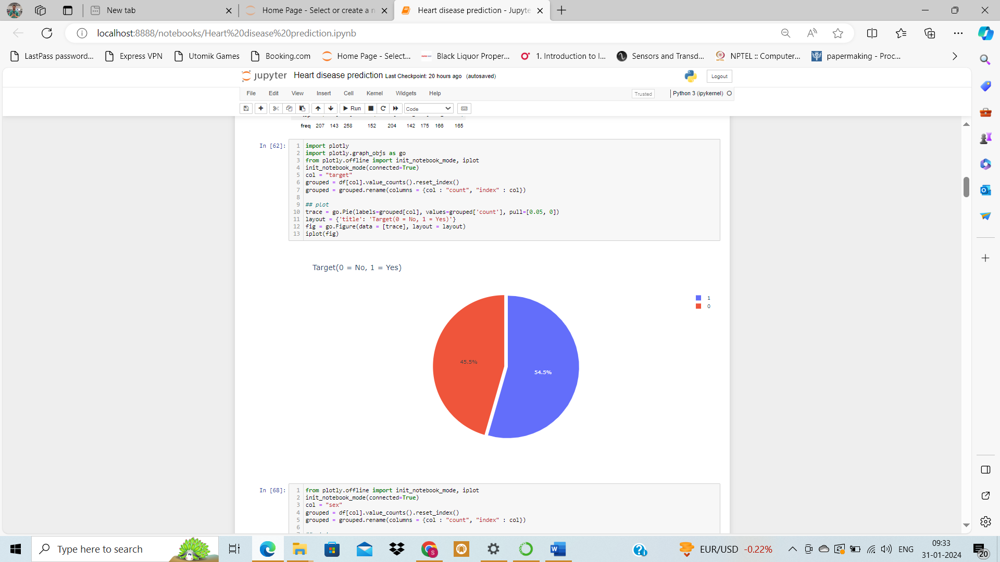 New tab
Home Page - Select or create a n
Heart disease prediction - Jupyte
localhost:8888/notebooks/Heart%20disease%20prediction.ipynb
LastPass password...
Express VPN
Utomik Games
Booking.com
Home Page - Select...
Black Liquor Proper...
1. Introduction to I...
Sensors and Transd...
NPTEL :: Computer...
papermaking - Proc...
jupyter Heart disease prediction Last Checkpoint: 20 hours ago (autosaved)
Logout
File Edit View Insert Cell Kernel Widgets Help
Trusted
Python 3 (ipykernel)
Run
Code
freq 207 143 258 152 204 142 175 166 165
In [62]:
1 import plotly
2 import plotly.graph_objs as go
3 from plotly.offline import init_notebook_mode, iplot
4 init_notebook_mode(connected=True)
5 col = "target"
6 grouped = df[col].value_counts().reset_index()
7 grouped = grouped.rename(columns = {col : "count", "index" : col})
8
9 ## plot
10 trace = go.Pie(labels=grouped[col], values=grouped['count'], pull=[0.05, 0])
11 layout = {'title': 'Target(0 = No, 1 = Yes)'}
12 fig = go.Figure(data = [trace], layout = layout)
13 iplot(fig)
Target(0 = No, 1 = Yes)
1
0
45.5%
54.5%
In [68]:
1 from plotly.offline import init_notebook_mode, iplot
2 init_notebook_mode(connected=True)
3 col = "sex"
4 grouped = df[col].value_counts().reset_index()
5 grouped = grouped.rename(columns = {col : "count", "index" : col})
6
Type here to search
EUR/USD -0.22%
ENG
09:33
31-01-2024
20